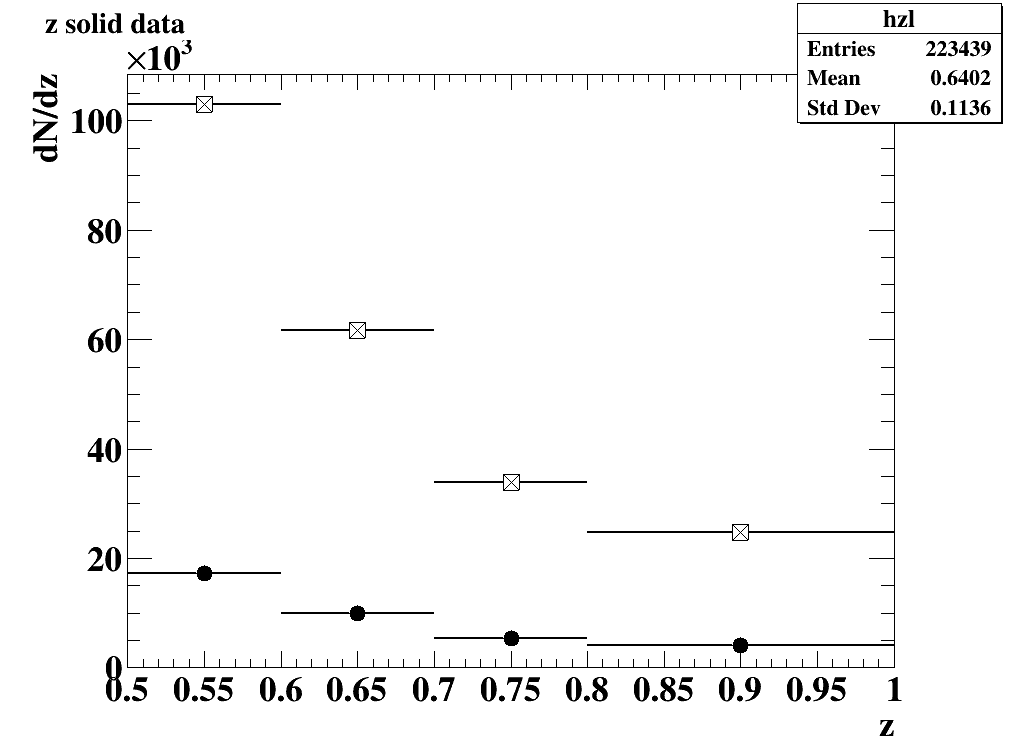 z solid data
×10³
hzl
Entries 223439
Mean 0.6402
Std Dev 0.1136
dN/dz
100
80
60
40
20
0
0.5 0.55 0.6 0.65 0.7 0.75 0.8 0.85 0.9 0.95 1
z